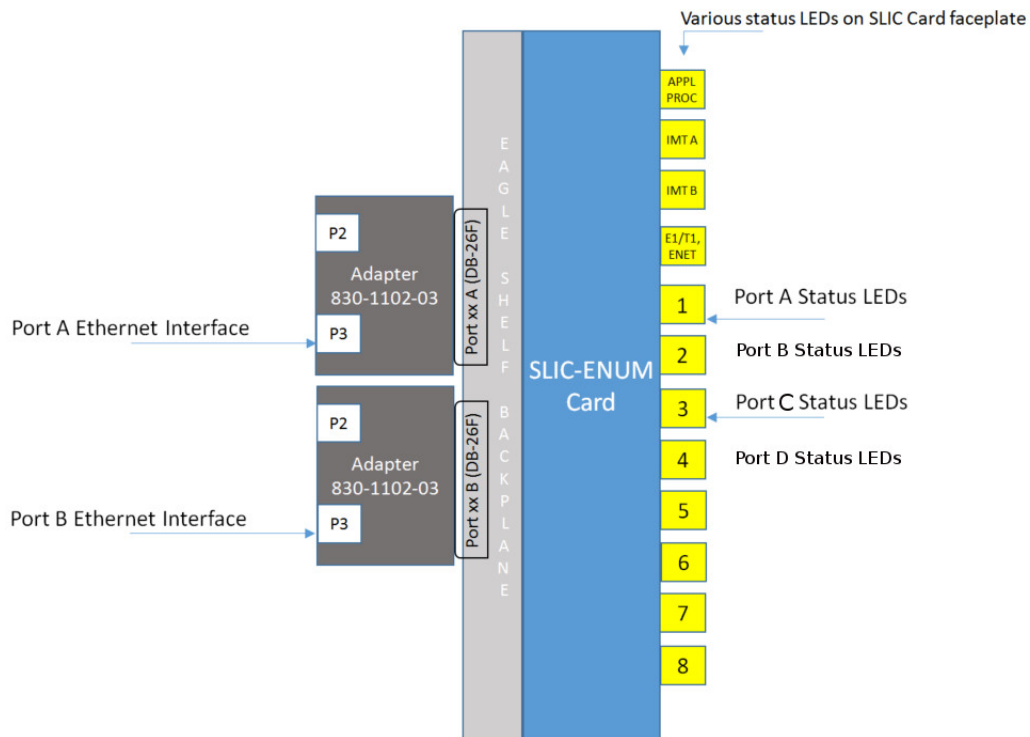 Various status LEDs on SLIC Card faceplate
APPL
PROC
IMT A
IMT B
E1/T1,
ENET
1
Port A Status LEDs
2
Port B Status LEDs
3
Port C Status LEDs
4
Port D Status LEDs
5
6
7
8
SLIC-ENUM
Card
EAGLE SHELF BACKPLANE
Port xx A (DB-26F)
Port xx B (DB-26F)
P2
Adapter
830-1102-03
P3
Port A Ethernet Interface
P2
Adapter
830-1102-03
P3
Port B Ethernet Interface